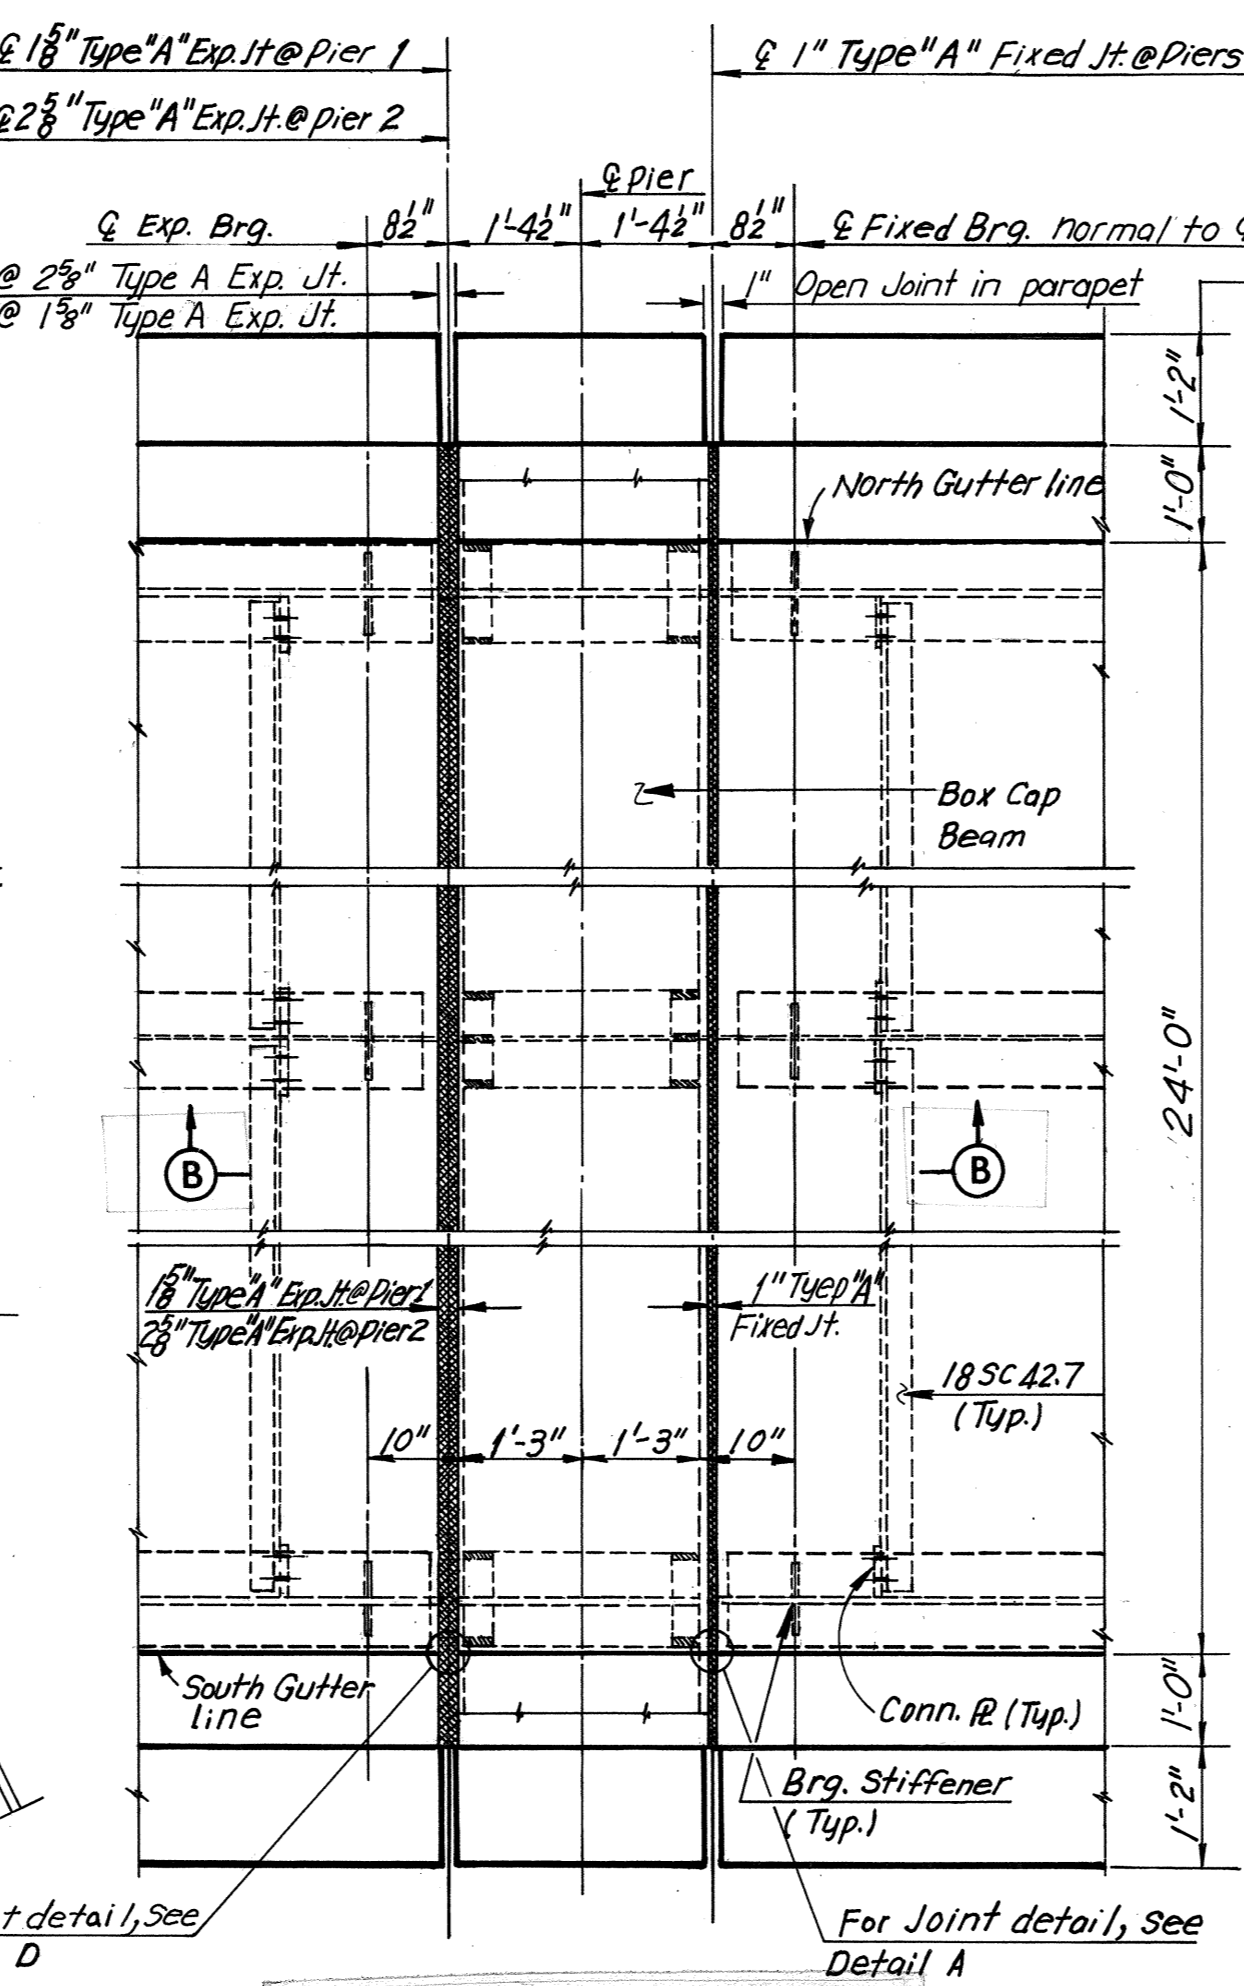 ℄ 1⅝" Type "A" Exp. Jt @ Pier 1
℄ 1" Type "A" Fixed Jt. @ Piers
℄ 2⅝" Type "A" Exp. Jt. @ pier 2
℄ pier
℄ Exp. Brg.
8½"
1'-4½"
1'-4½"
8½"
℄ Fixed Brg. normal to ℄
@ 2⅝" Type A Exp. Jt.
@ 1⅝" Type A Exp. Jt.
1" Open Joint in parapet
1'-2"
1'-0"
North Gutter line
Box Cap
Beam
24'-0"
B
B
1⅝" Type "A" Exp. Jt. @ Pier 1
2⅝" Type "A" Exp. Jt. @ Pier 2
1" Tyep "A"
Fixed Jt.
18 SC 42.7
(Typ.)
10"
1'-3"
1'-3"
10"
South Gutter
line
Conn. ℙL (Typ.)
1'-0"
Brg. Stiffener
(Typ.)
1'-2"
t detail, see
D
For Joint detail, see
Detail A